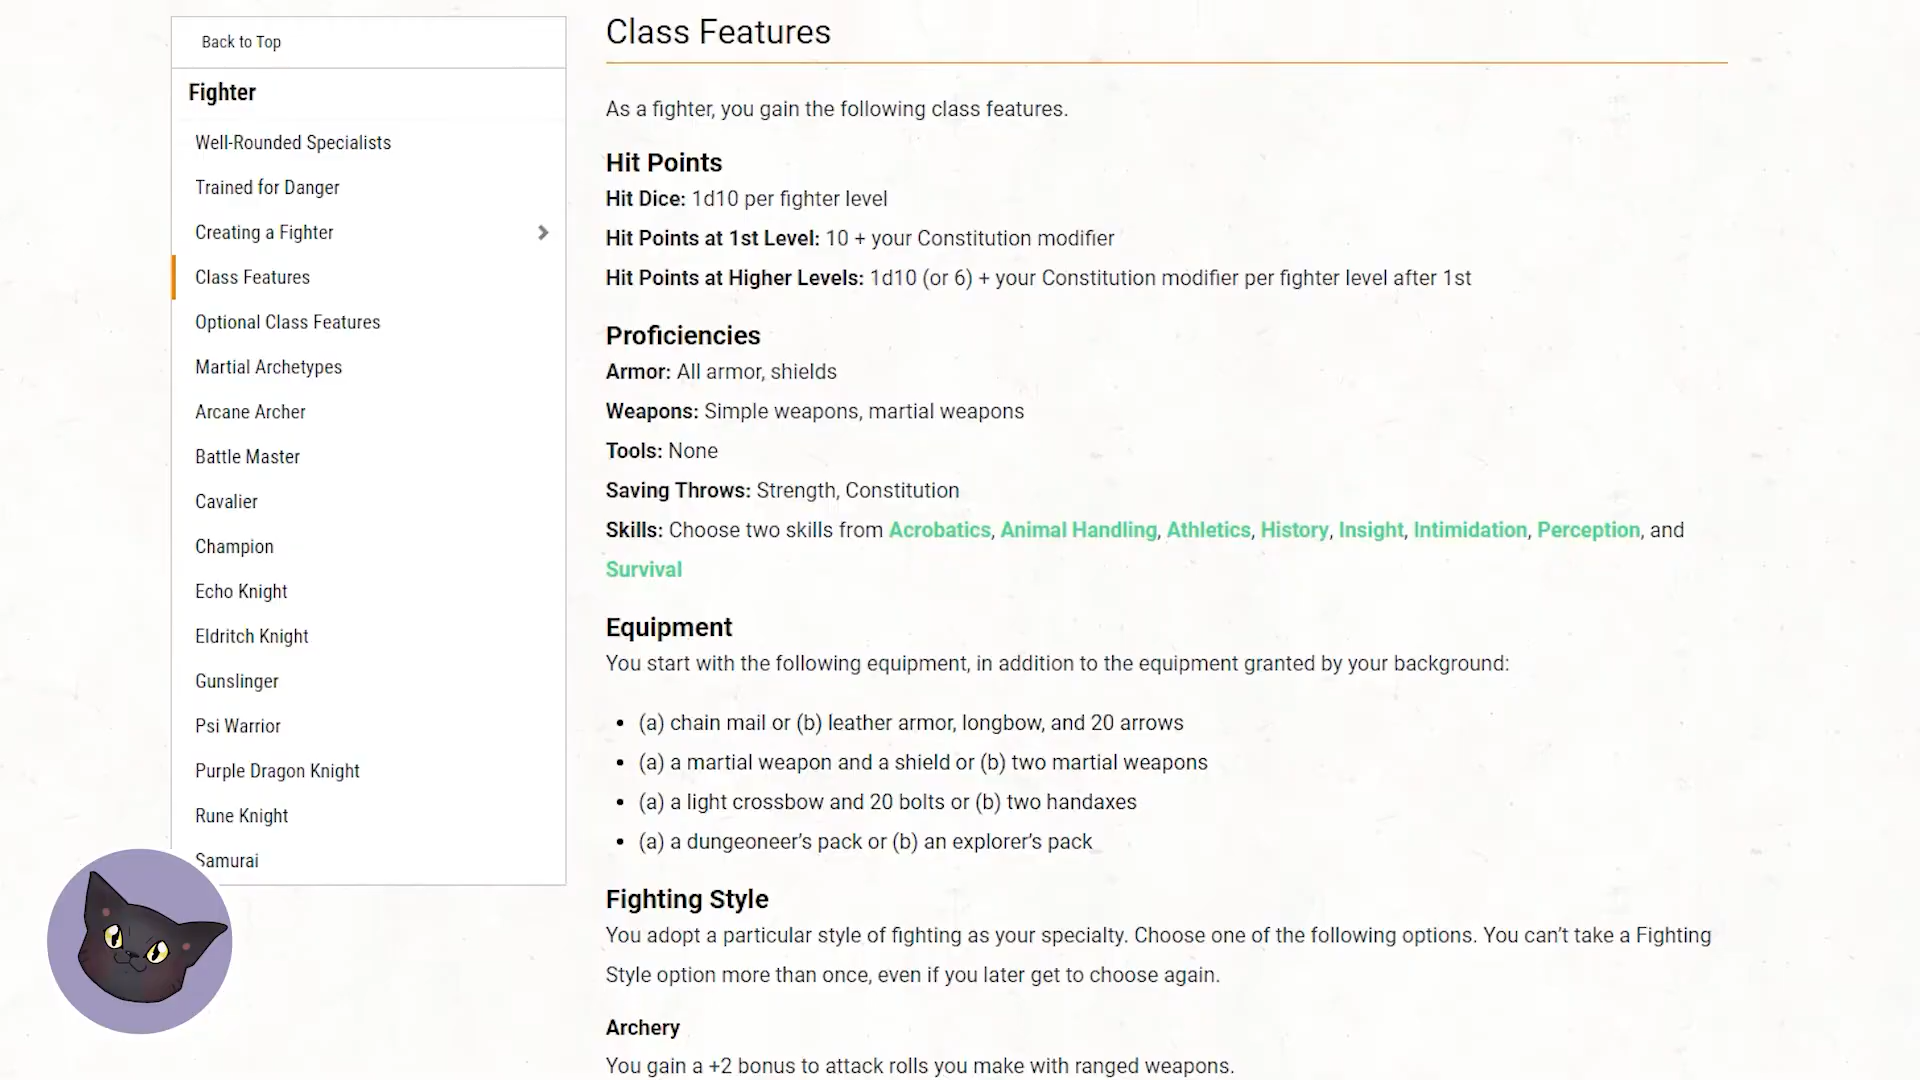 Back to Top
Fighter
Well-Rounded Specialists
Trained for Danger
Creating a Fighter
Class Features
Optional Class Features
Martial Archetypes
Arcane Archer
Battle Master
Cavalier
Champion
Echo Knight
Eldritch Knight
Gunslinger
Psi Warrior
Purple Dragon Knight
Rune Knight
Samurai
Class Features
As a fighter, you gain the following class features.
Hit Points
Hit Dice: 1d10 per fighter level
Hit Points at 1st Level: 10 + your Constitution modifier
Hit Points at Higher Levels: 1d10 (or 6) + your Constitution modifier per fighter level after 1st
Proficiencies
Armor: All armor, shields
Weapons: Simple weapons, martial weapons
Tools: None
Saving Throws: Strength, Constitution
Skills: Choose two skills from Acrobatics, Animal Handling, Athletics, History, Insight, Intimidation, Perception, and
Survival
Equipment
You start with the following equipment, in addition to the equipment granted by your background:
• (a) chain mail or (b) leather armor, longbow, and 20 arrows
• (a) a martial weapon and a shield or (b) two martial weapons
• (a) a light crossbow and 20 bolts or (b) two handaxes
• (a) a dungeoneer’s pack or (b) an explorer’s pack
Fighting Style
You adopt a particular style of fighting as your specialty. Choose one of the following options. You can’t take a Fighting
Style option more than once, even if you later get to choose again.
Archery
You gain a +2 bonus to attack rolls you make with ranged weapons.